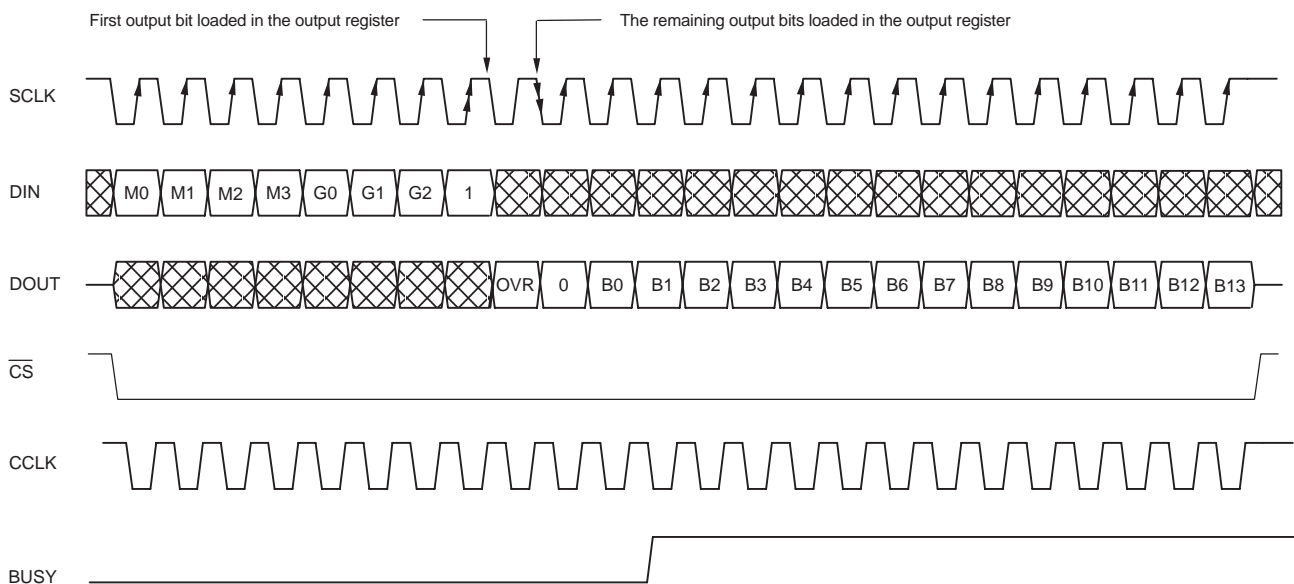 First output bit loaded in the output register
The remaining output bits loaded in the output register
SCLK
DIN M0 M1 M2 M3 G0 G1 G2 1
DOUT OVR 0 B0 B1 B2 B3 B4 B5 B6 B7 B8 B9 B10 B11 B12 B13
CS
CCLK
BUSY